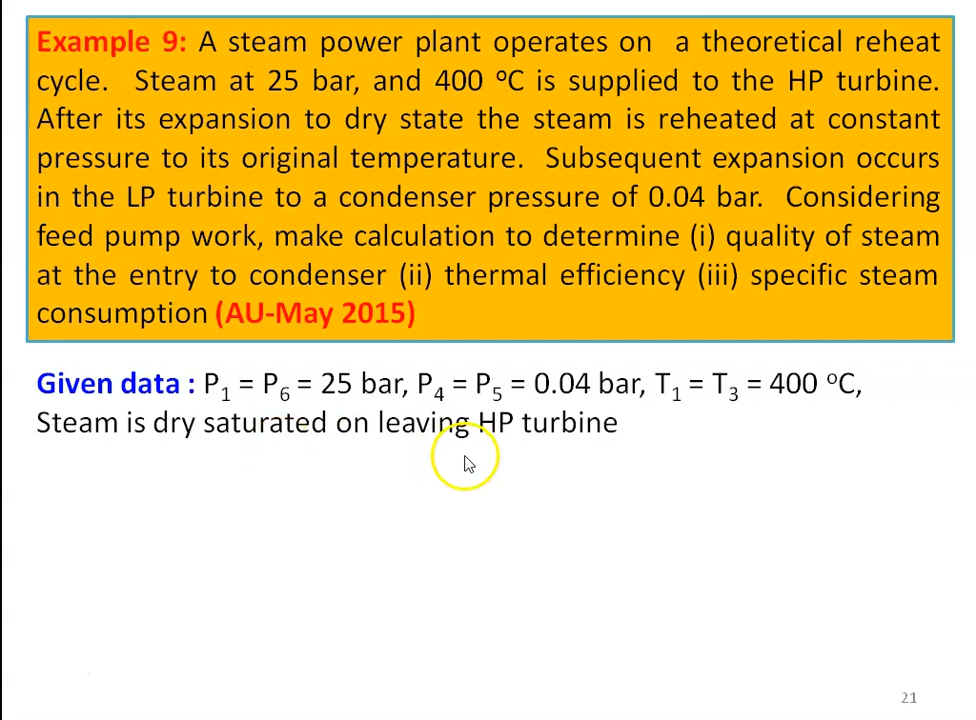 Example 9: A steam power plant operates on a theoretical reheat
cycle. Steam at 25 bar, and 400 ⁰C is supplied to the HP turbine.
After its expansion to dry state the steam is reheated at constant
pressure to its original temperature. Subsequent expansion occurs
in the LP turbine to a condenser pressure of 0.04 bar. Considering
feed pump work, make calculation to determine (i) quality of steam
at the entry to condenser (ii) thermal efficiency (iii) specific steam
consumption (AU-May 2015)
Given data : P₁ = P₆ = 25 bar, P₄ = P₅ = 0.04 bar, T₁ = T₃ = 400 ⁰C,
Steam is dry saturated on leaving HP turbine
21